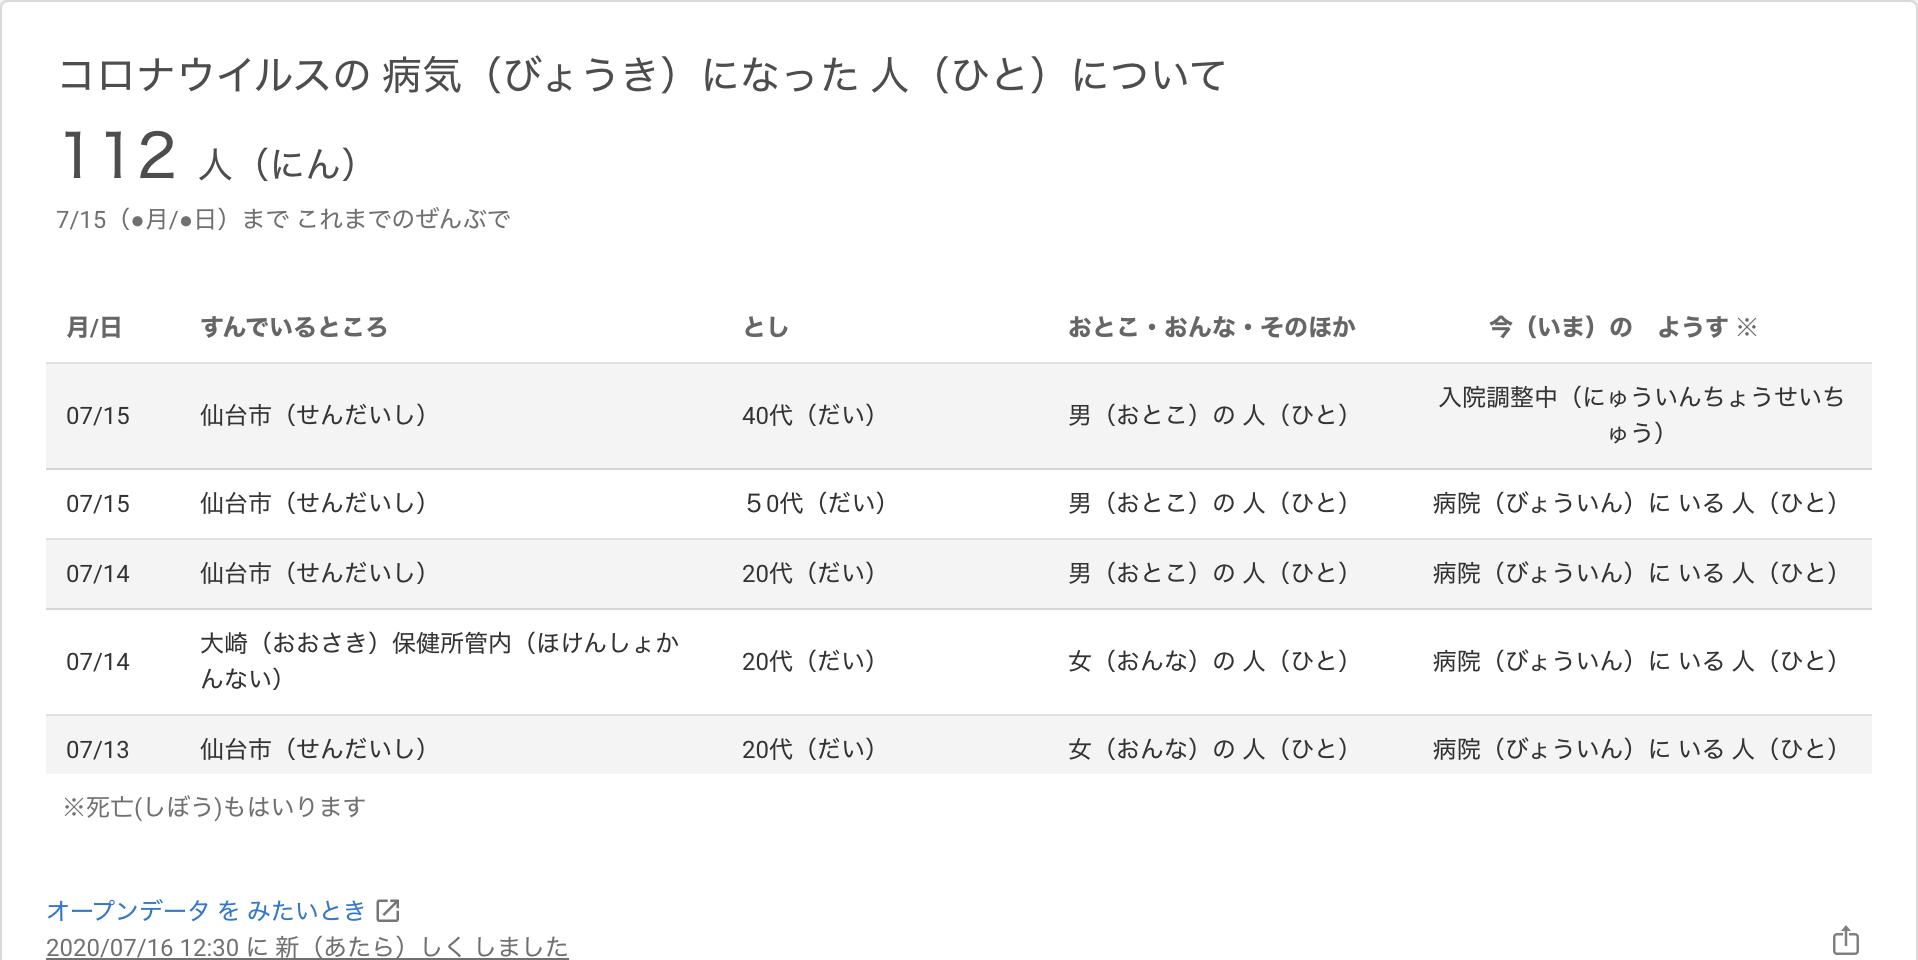 コロナウイルスの 病気（びょうき）になった 人（ひと）について
112 人（にん）
7/15（●月/●日）まで これまでのぜんぶで
月/日 すんでいるところ とし おとこ・おんな・そのほか 今（いま）の　ようす ※
07/15 仙台市（せんだいし） 40代（だい） 男（おとこ）の 人（ひと） 入院調整中（にゅういんちょうせいち
ゅう）
07/15 仙台市（せんだいし） ５0代（だい） 男（おとこ）の 人（ひと） 病院（びょういん）に いる 人（ひと）
07/14 仙台市（せんだいし） 20代（だい） 男（おとこ）の 人（ひと） 病院（びょういん）に いる 人（ひと）
07/14 大崎（おおさき）保健所管内（ほけんしょか
んない） 20代（だい） 女（おんな）の 人（ひと） 病院（びょういん）に いる 人（ひと）
07/13 仙台市（せんだいし） 20代（だい） 女（おんな）の 人（ひと） 病院（びょういん）に いる 人（ひと）
※死亡(しぼう)もはいります
オープンデータ を みたいとき
2020/07/16 12:30 に 新（あたら）しく しました